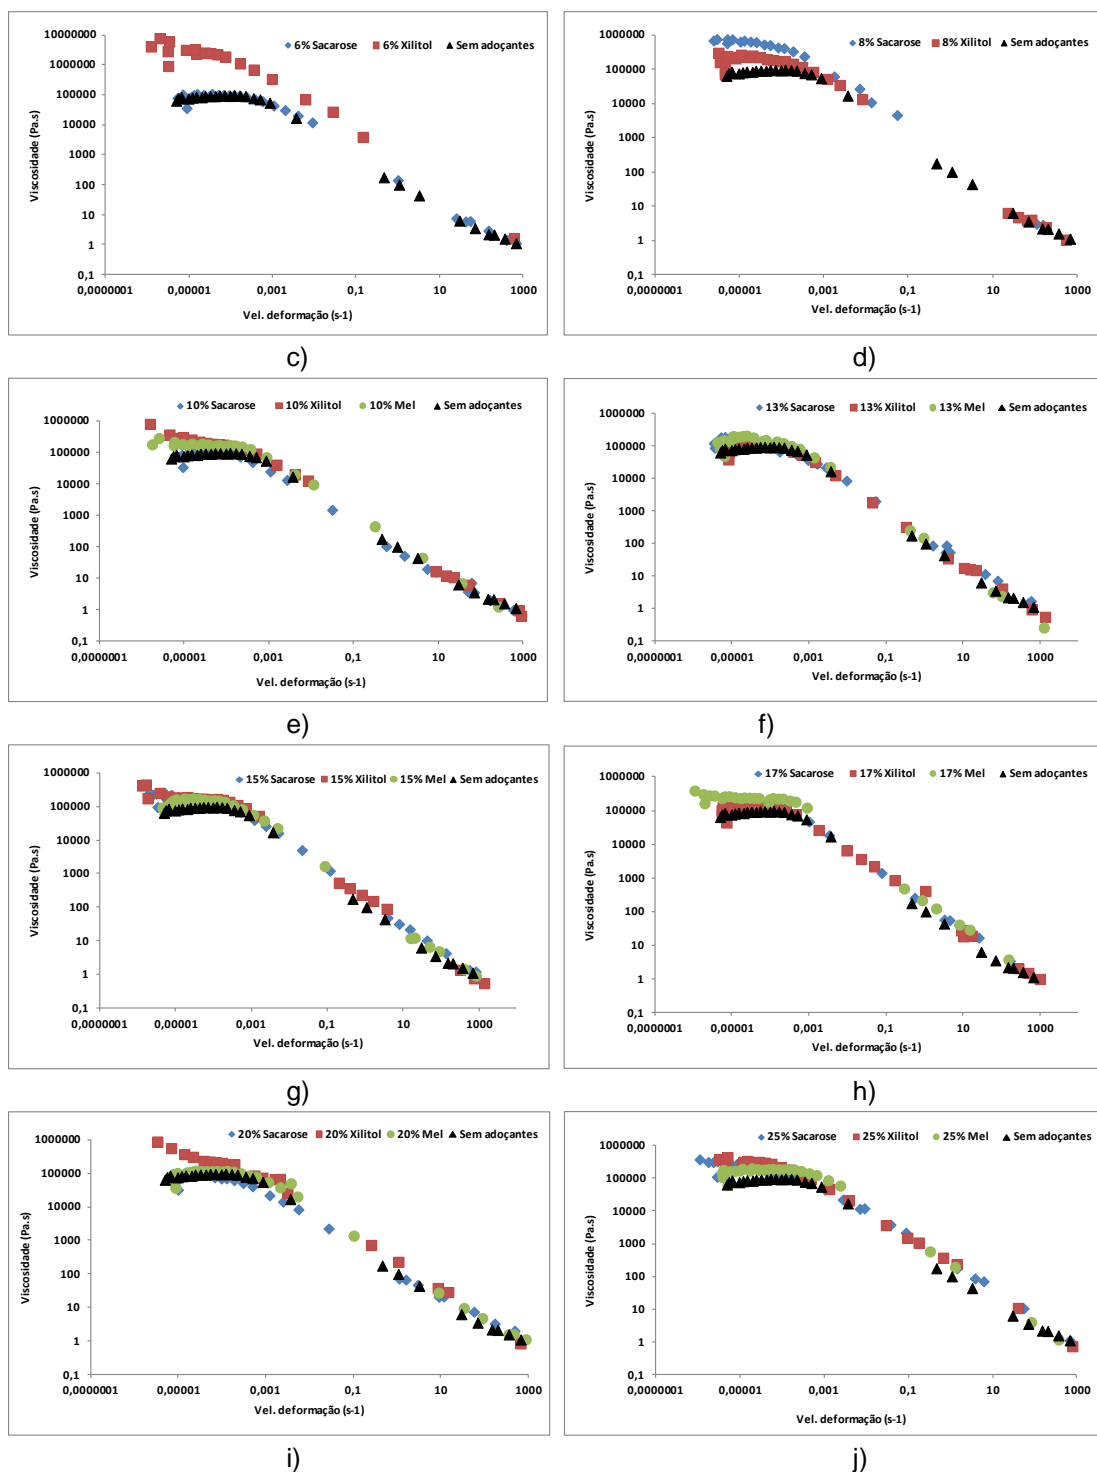 6% Sacarose 6% Xilitol Sem adoçantes
Viscosidade (Pa.s)
10000000
1000000
100000
10000
1000
100
10
1
0,1
0,0000001 0,00001 0,001 0,1 10 1000
Vel. deformação (s-1)
c)
8% Sacarose 8% Xilitol Sem adoçantes
Viscosidade (Pa.s)
1000000
100000
10000
1000
100
10
1
0,1
0,0000001 0,00001 0,001 0,1 10 1000
Vel. deformação (s-1)
d)
10% Sacarose 10% Xilitol 10% Mel Sem adoçantes
Viscosidade (Pa.s)
1000000
100000
10000
1000
100
10
1
0,1
0,0000001 0,00001 0,001 0,1 10 1000
Vel. deformação (s-1)
e)
13% Sacarose 13% Xilitol 13% Mel Sem adoçantes
Viscosidade (Pa.s)
1000000
100000
10000
1000
100
10
1
0,1
0,0000001 0,00001 0,001 0,1 10 1000
Vel. deformação (s-1)
f)
15% Sacarose 15% Xilitol 15% Mel Sem adoçantes
Viscosidade (Pa.s)
1000000
100000
10000
1000
100
10
1
0,1
0,0000001 0,00001 0,001 0,1 10 1000
Vel. deformação (s-1)
g)
17% Sacarose 17% Xilitol 17% Mel Sem adoçantes
Viscosidade (Pa.s)
1000000
100000
10000
1000
100
10
1
0,1
0,0000001 0,00001 0,001 0,1 10 1000
Vel. deformação (s-1)
h)
20% Sacarose 20% Xilitol 20% Mel Sem adoçantes
Viscosidade (Pa.s)
1000000
100000
10000
1000
100
10
1
0,1
0,0000001 0,00001 0,001 0,1 10 1000
Vel. deformação (s-1)
i)
25% Sacarose 25% Xilitol 25% Mel Sem adoçantes
Viscosidade (Pa.s)
1000000
100000
10000
1000
100
10
1
0,1
0,0000001 0,00001 0,001 0,1 10 1000
Vel. deformação (s-1)
j)